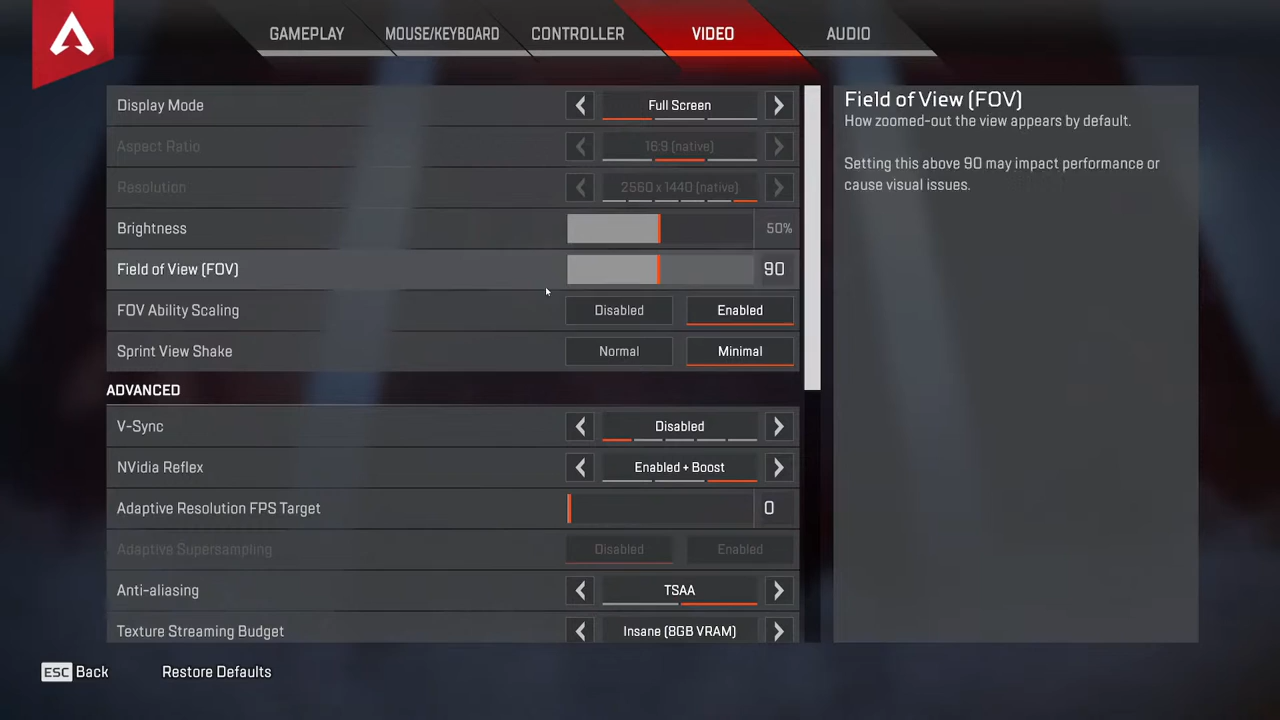 GAMEPLAY MOUSE/KEYBOARD CONTROLLER VIDEO AUDIO
Display Mode Full Screen
Aspect Ratio 16:9 (native)
Resolution 2560 x 1440 (native)
Brightness 50%
Field of View (FOV) 90
FOV Ability Scaling Disabled Enabled
Sprint View Shake Normal Minimal
ADVANCED
V-Sync Disabled
NVidia Reflex Enabled + Boost
Adaptive Resolution FPS Target 0
Adaptive Supersampling Disabled Enabled
Anti-aliasing TSAA
Texture Streaming Budget Insane (8GB VRAM)
Field of View (FOV)
How zoomed-out the view appears by default.
Setting this above 90 may impact performance or
cause visual issues.
ESC Back Restore Defaults